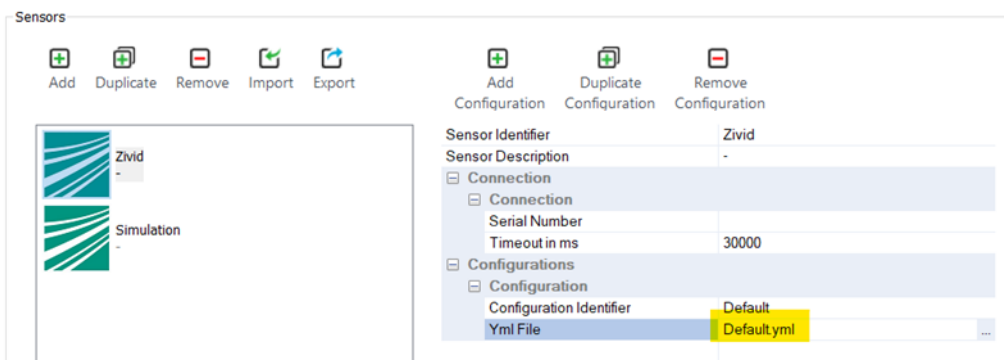 Sensors
Add Duplicate Remove Import Export
Add Configuration Duplicate Configuration Remove Configuration
Zivid
-
Simulation
-
Sensor Identifier Zivid
Sensor Description -
Connection
Connection
Serial Number
Timeout in ms 30000
Configurations
Configuration
Configuration Identifier Default
Yml File Default.yml ...